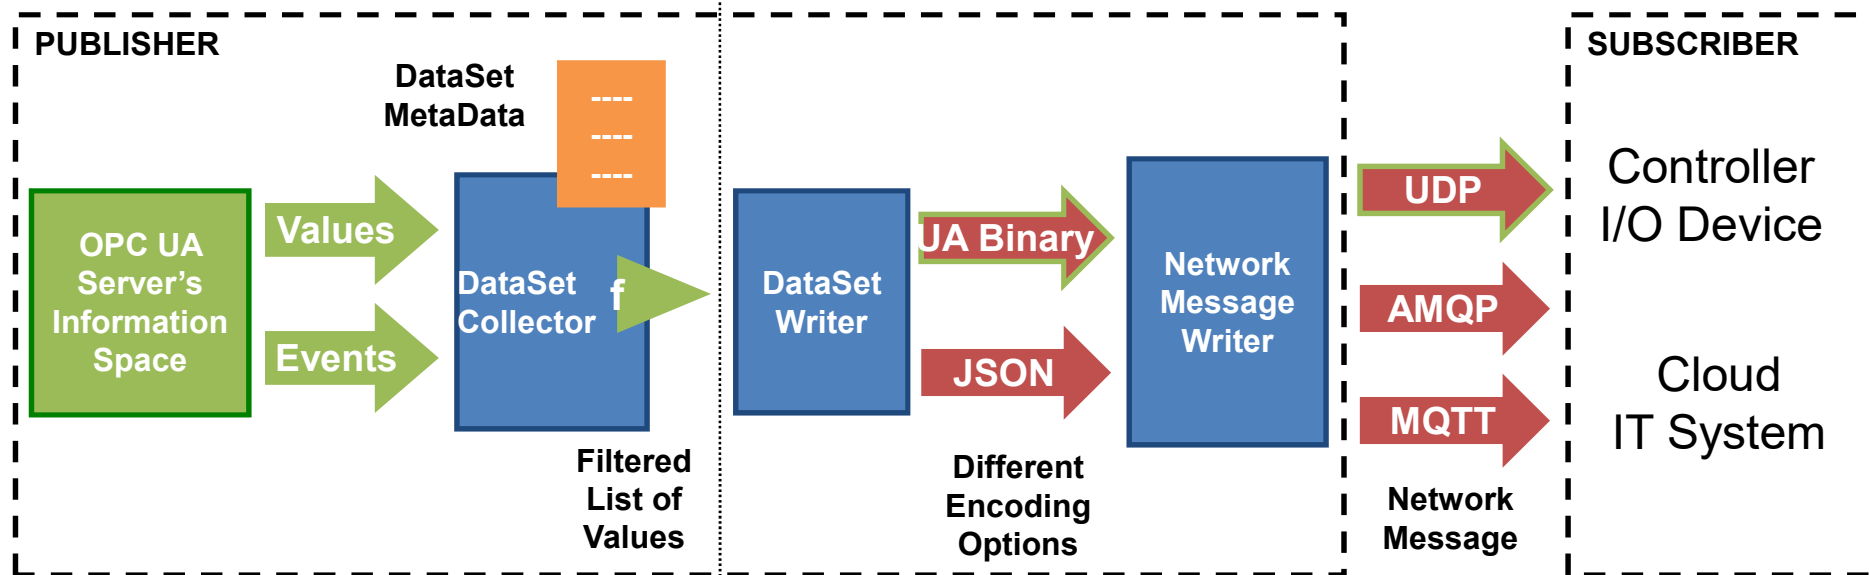 PUBLISHER
DataSet
MetaData
----
----
----
OPC UA
Server's
Information
Space
Values
Events
DataSet
Collector
f
Filtered
List of
Values
DataSet
Writer
UA Binary
JSON
Different
Encoding
Options
Network
Message
Writer
UDP
AMQP
MQTT
Network
Message
SUBSCRIBER
Controller
I/O Device
Cloud
IT System